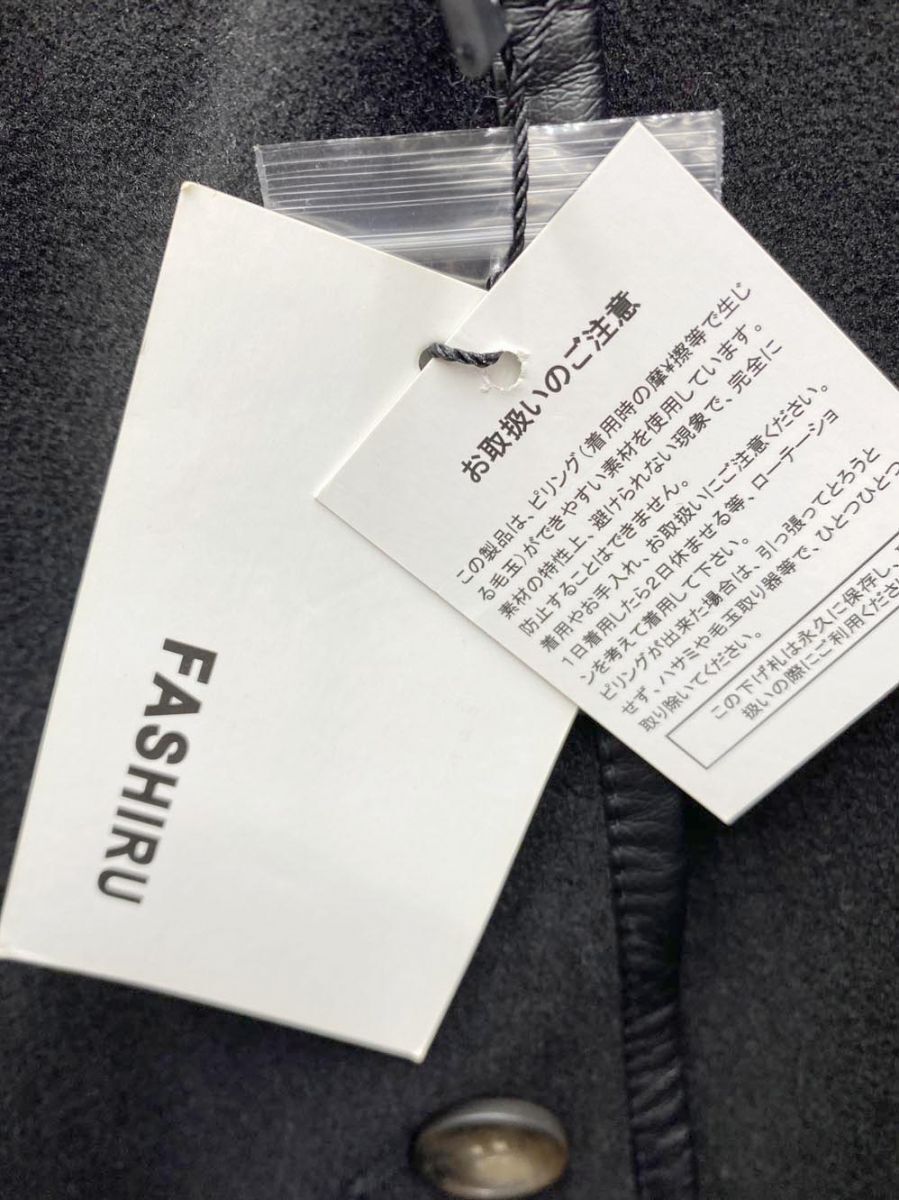 FASHIRU
お取扱いのご注意
この製品は、ピリング(着用時の摩¥擦等で生じ
る毛玉)ができやすい素材を使用しています。
素材の特性上、避けられない現象で、完全に
防止することはできません。
着用やお手入れ、お取扱いにご注意ください。
1日着用したら2日休ませる等、ローテーショ
ンを考えて着用して下さい。
ピリングが出来た場合は、引っ張ってとろうと
せず、ハサミや毛玉取り器等で、ひとつひとつ
取り除いてください。
この下げ札は永久に保存し、
扱いの際にご利用くださ